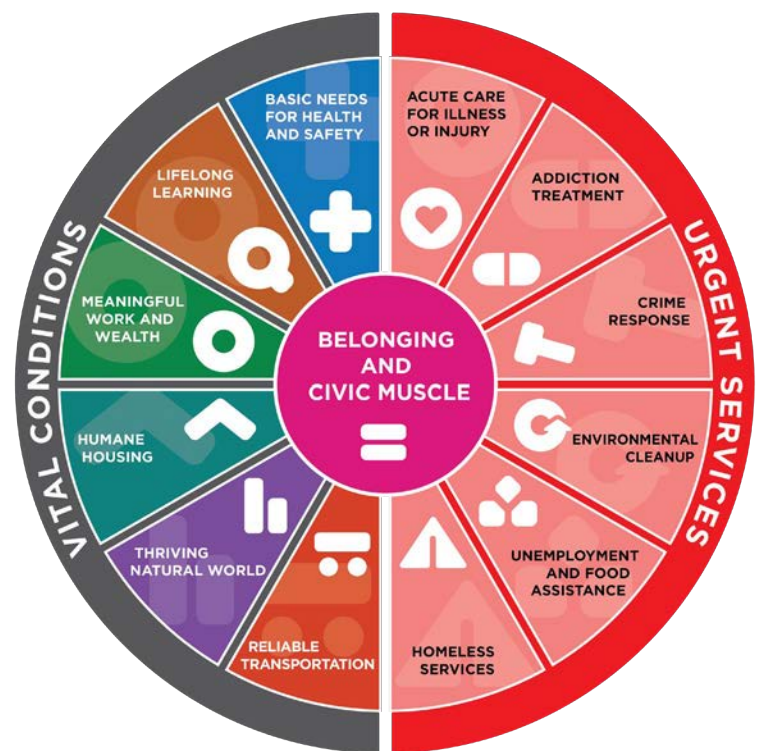 VITAL CONDITIONS
BASIC NEEDS
FOR HEALTH
AND SAFETY
LIFELONG
LEARNING
MEANINGFUL
WORK AND
WEALTH
HUMANE
HOUSING
THRIVING
NATURAL WORLD
RELIABLE
TRANSPORTATION
BELONGING
AND
CIVIC MUSCLE
URGENT SERVICES
ACUTE CARE
FOR ILLNESS
OR INJURY
ADDICTION
TREATMENT
CRIME
RESPONSE
ENVIRONMENTAL
CLEANUP
UNEMPLOYMENT
AND FOOD
ASSISTANCE
HOMELESS
SERVICES